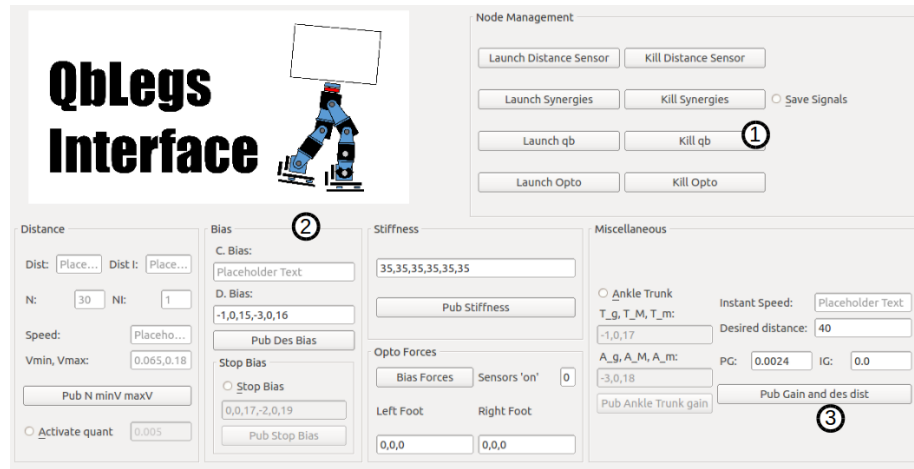 QbLegs
Interface
Node Management
Launch Distance Sensor Kill Distance Sensor
Launch Synergies Kill Synergies Save Signals
Launch qb Kill qb 1
Launch Opto Kill Opto
Distance
Dist: Place... Dist I: Place...
N: 30 NI: 1
Speed: Placeho...
Vmin, Vmax: 0.065,0.18
Pub N minV maxV
Activate quant 0.005
Bias 2
C. Bias:
Placeholder Text
D. Bias:
-1,0,15,-3,0,16
Pub Des Bias
Stop Bias
Stop Bias
0,0,17,-2,0,19
Pub Stop Bias
Stiffness
35,35,35,35,35,35
Pub Stiffness
Opto Forces
Bias Forces Sensors 'on' 0
Left Foot Right Foot
0,0,0 0,0,0
Miscellaneous
Ankle Trunk
T_g, T_M, T_m:
-1,0,17
A_g, A_M, A_m:
-3,0,18
Pub Ankle Trunk gain
Instant Speed: Placeholder Text
Desired distance: 40
PG: 0.0024 IG: 0.0
Pub Gain and des dist
3